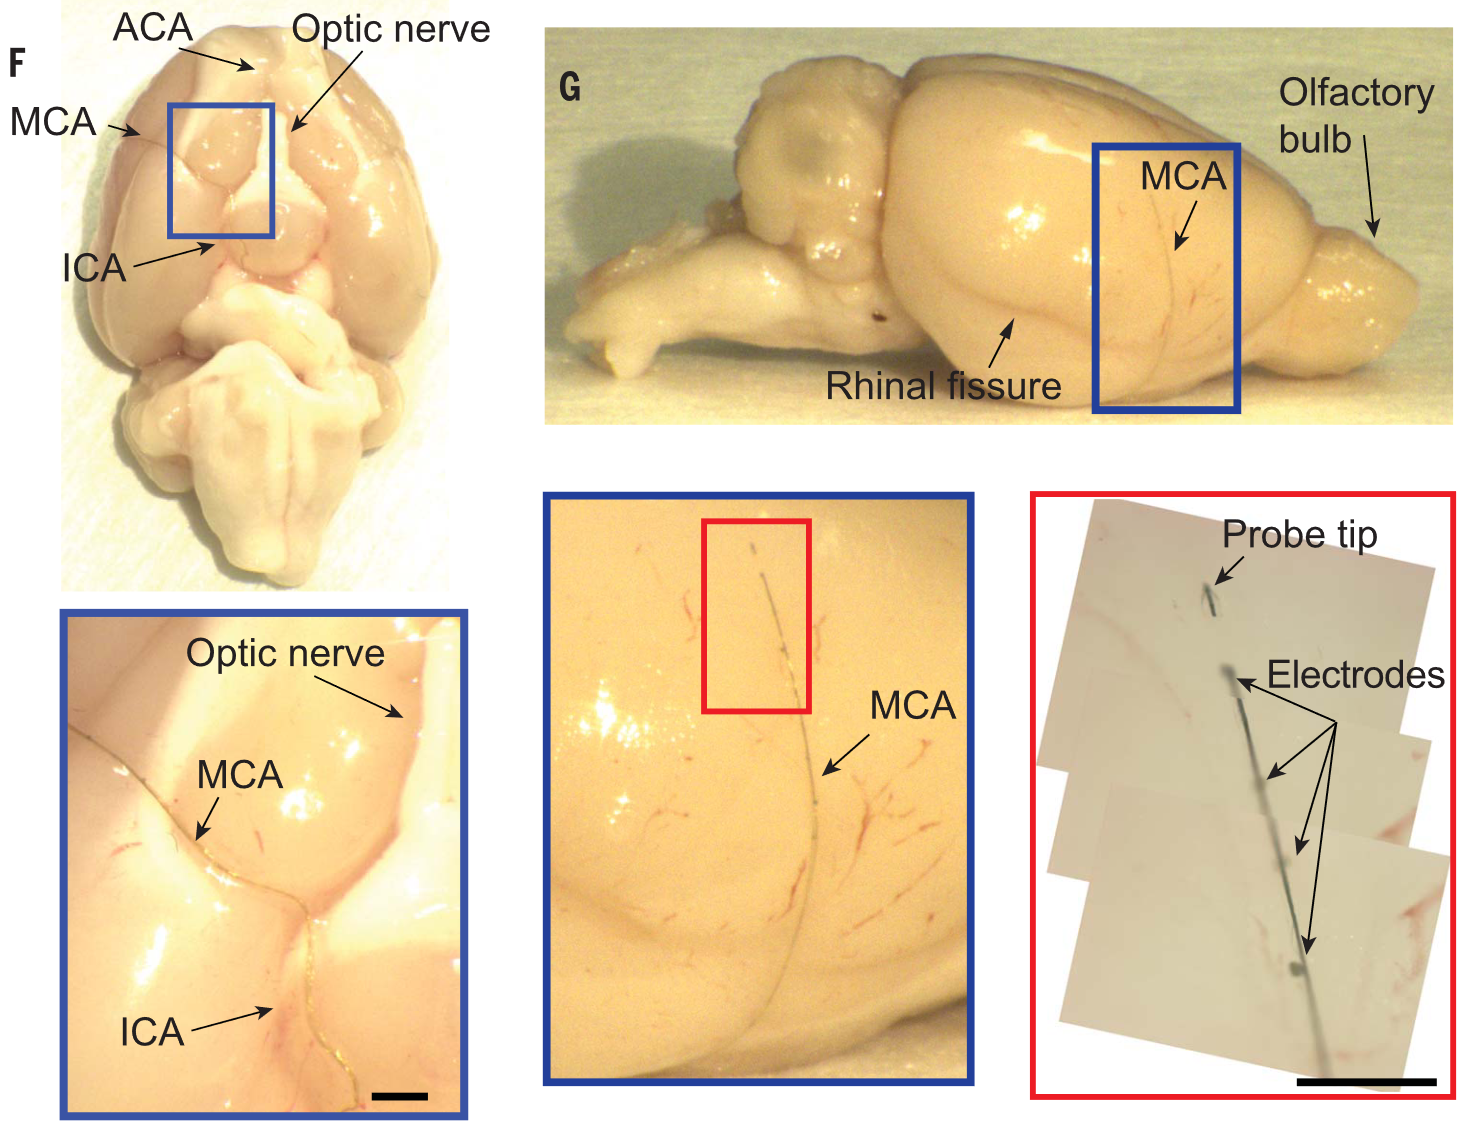 F
ACA
Optic nerve
MCA
ICA
G
Olfactory
bulb
MCA
Rhinal fissure
Optic nerve
MCA
ICA
MCA
Probe tip
Electrodes